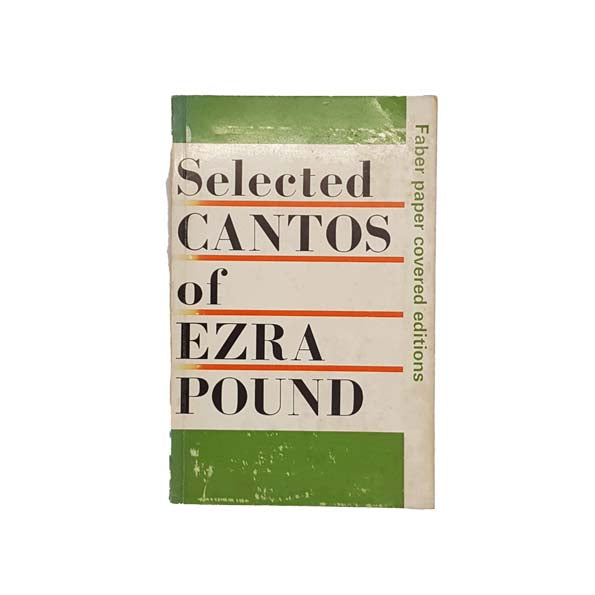 Selected
CANTOS
of
EZRA
POUND
Faber paper covered editions